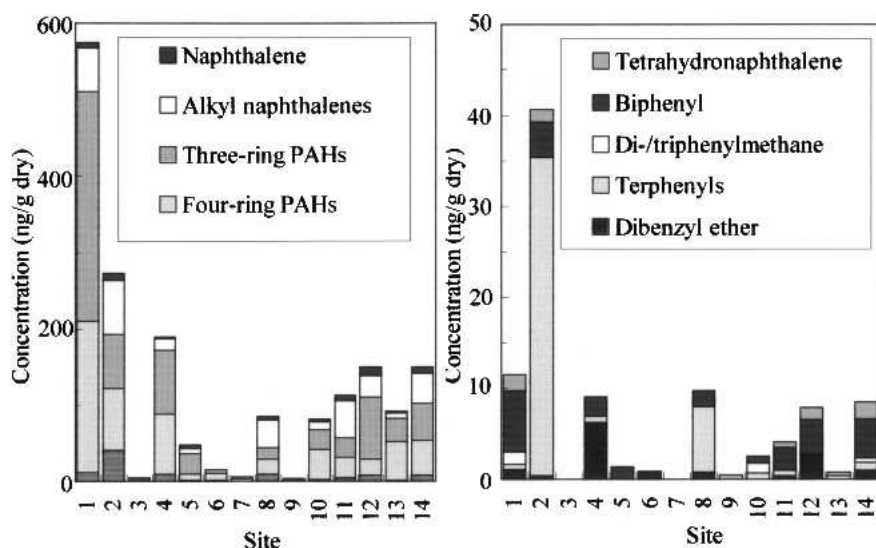 600
400
200
0
Concentration (ng/g dry)
Naphthalene
Alkyl naphthalenes
Three-ring PAHs
Four-ring PAHs
1 2 3 4 5 6 7 8 9 10 11 12 13 14
Site
50
40
30
20
10
0
Concentration (ng/g dry)
Tetrahydronaphthalene
Biphenyl
Di-/triphenylmethane
Terphenyls
Dibenzyl ether
1 2 3 4 5 6 7 8 9 10 11 12 13 14
Site